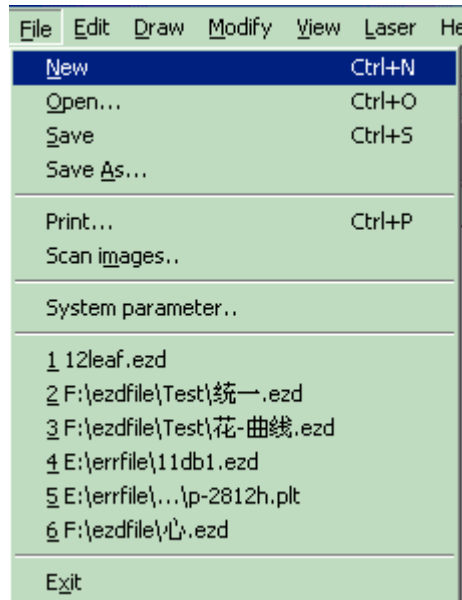 File Edit Draw Modify View Laser He
New Ctrl+N
Open... Ctrl+O
Save Ctrl+S
Save As...
Print... Ctrl+P
Scan images..
System parameter..
1 12leaf.ezd
2 F:\ezdfile\Test\统一.ezd
3 F:\ezdfile\Test\花-曲线.ezd
4 E:\errfile\11db1.ezd
5 E:\errfile\...\p-2812h.plt
6 F:\ezdfile\心.ezd
Exit